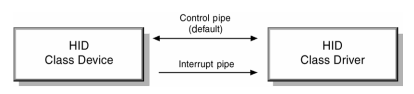 Control pipe
(default)
HID
Class Device
HID
Class Driver
Interrupt pipe